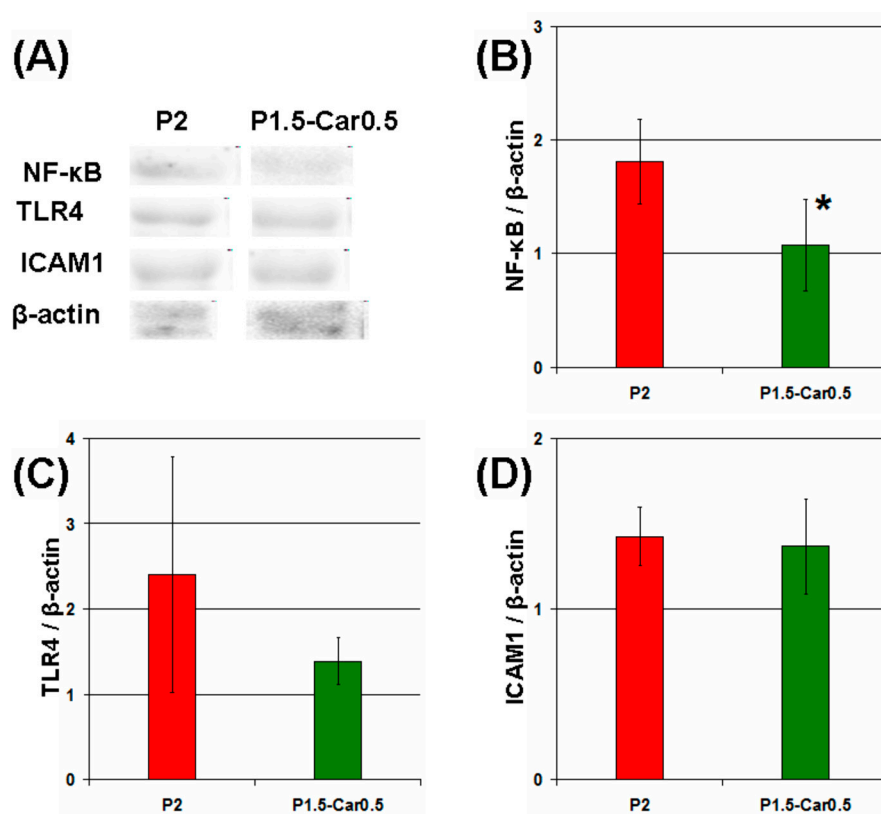 (A)
P2 P1.5-Car0.5
NF-κB
TLR4
ICAM1
β-actin
(B)
NF-κB / β-actin
3
2
1
0
*
P2 P1.5-Car0.5
(C)
TLR4 / β-actin
4
3
2
1
0
P2 P1.5-Car0.5
(D)
ICAM1 / β-actin
2
1
0
P2 P1.5-Car0.5